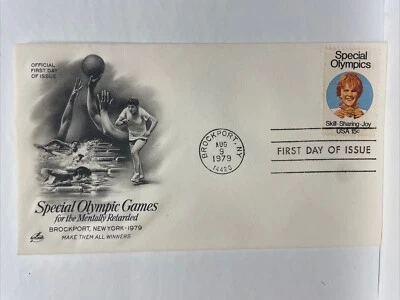 OFFICIAL
FIRST DAY
OF ISSUE
Special
Olympics
Skill·Sharing·Joy
USA 15c
BROCKPORT, NY
AUG
9
1979
14420
FIRST DAY OF ISSUE
Special Olympic Games
for the Mentally Retarded
BROCKPORT, NEW YORK - 1979
MAKE THEM ALL WINNERS